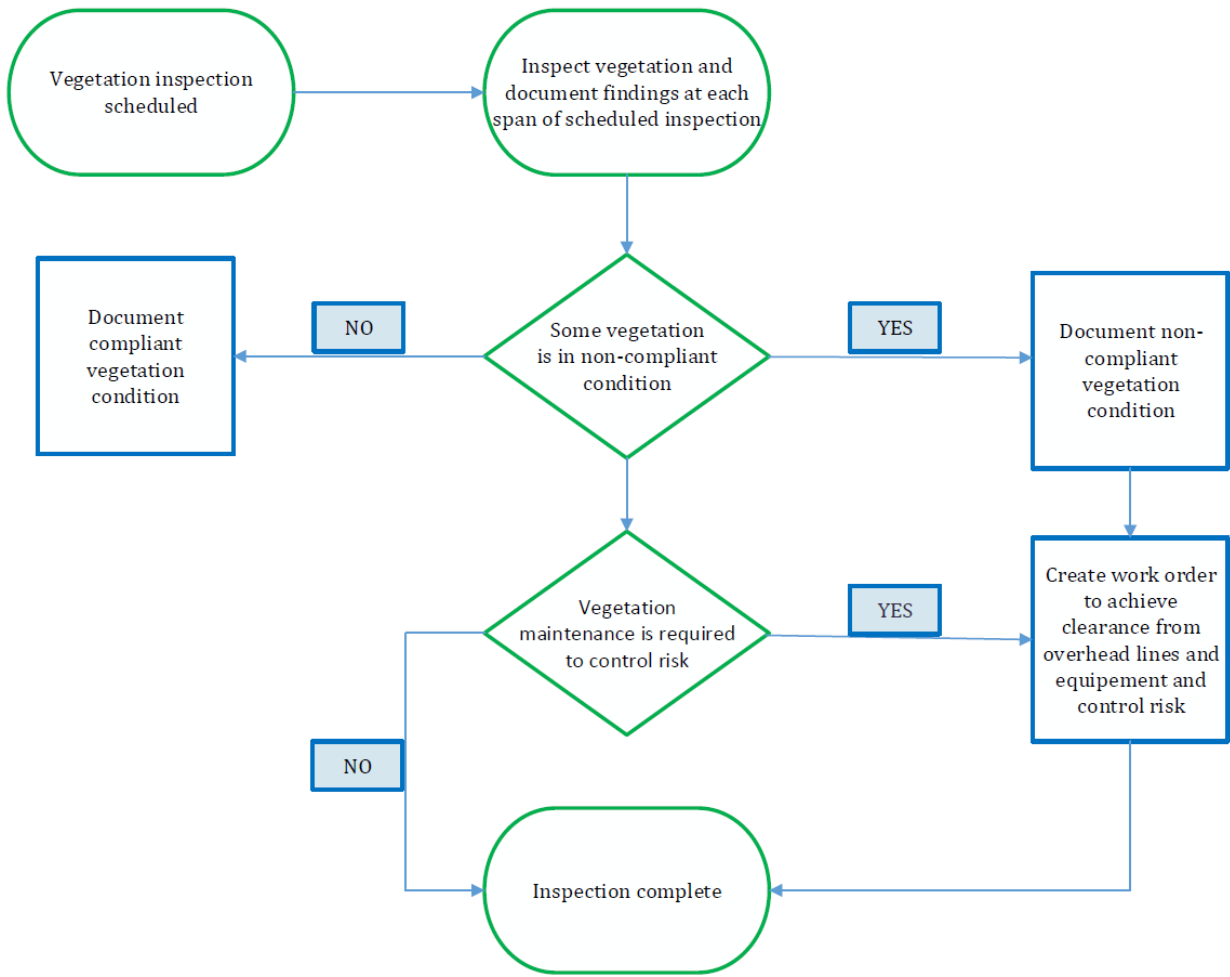 Vegetation inspection
scheduled
Inspect vegetation and
document findings at each
span of scheduled inspection
Document
compliant
vegetation
condition
NO
Some vegetation
is in non-compliant
condition
YES
Document non-
compliant
vegetation
condition
Vegetation
maintenance is required
to control risk
YES
Create work order
to achieve
clearance from
overhead lines and
equipement and
control risk
NO
Inspection complete